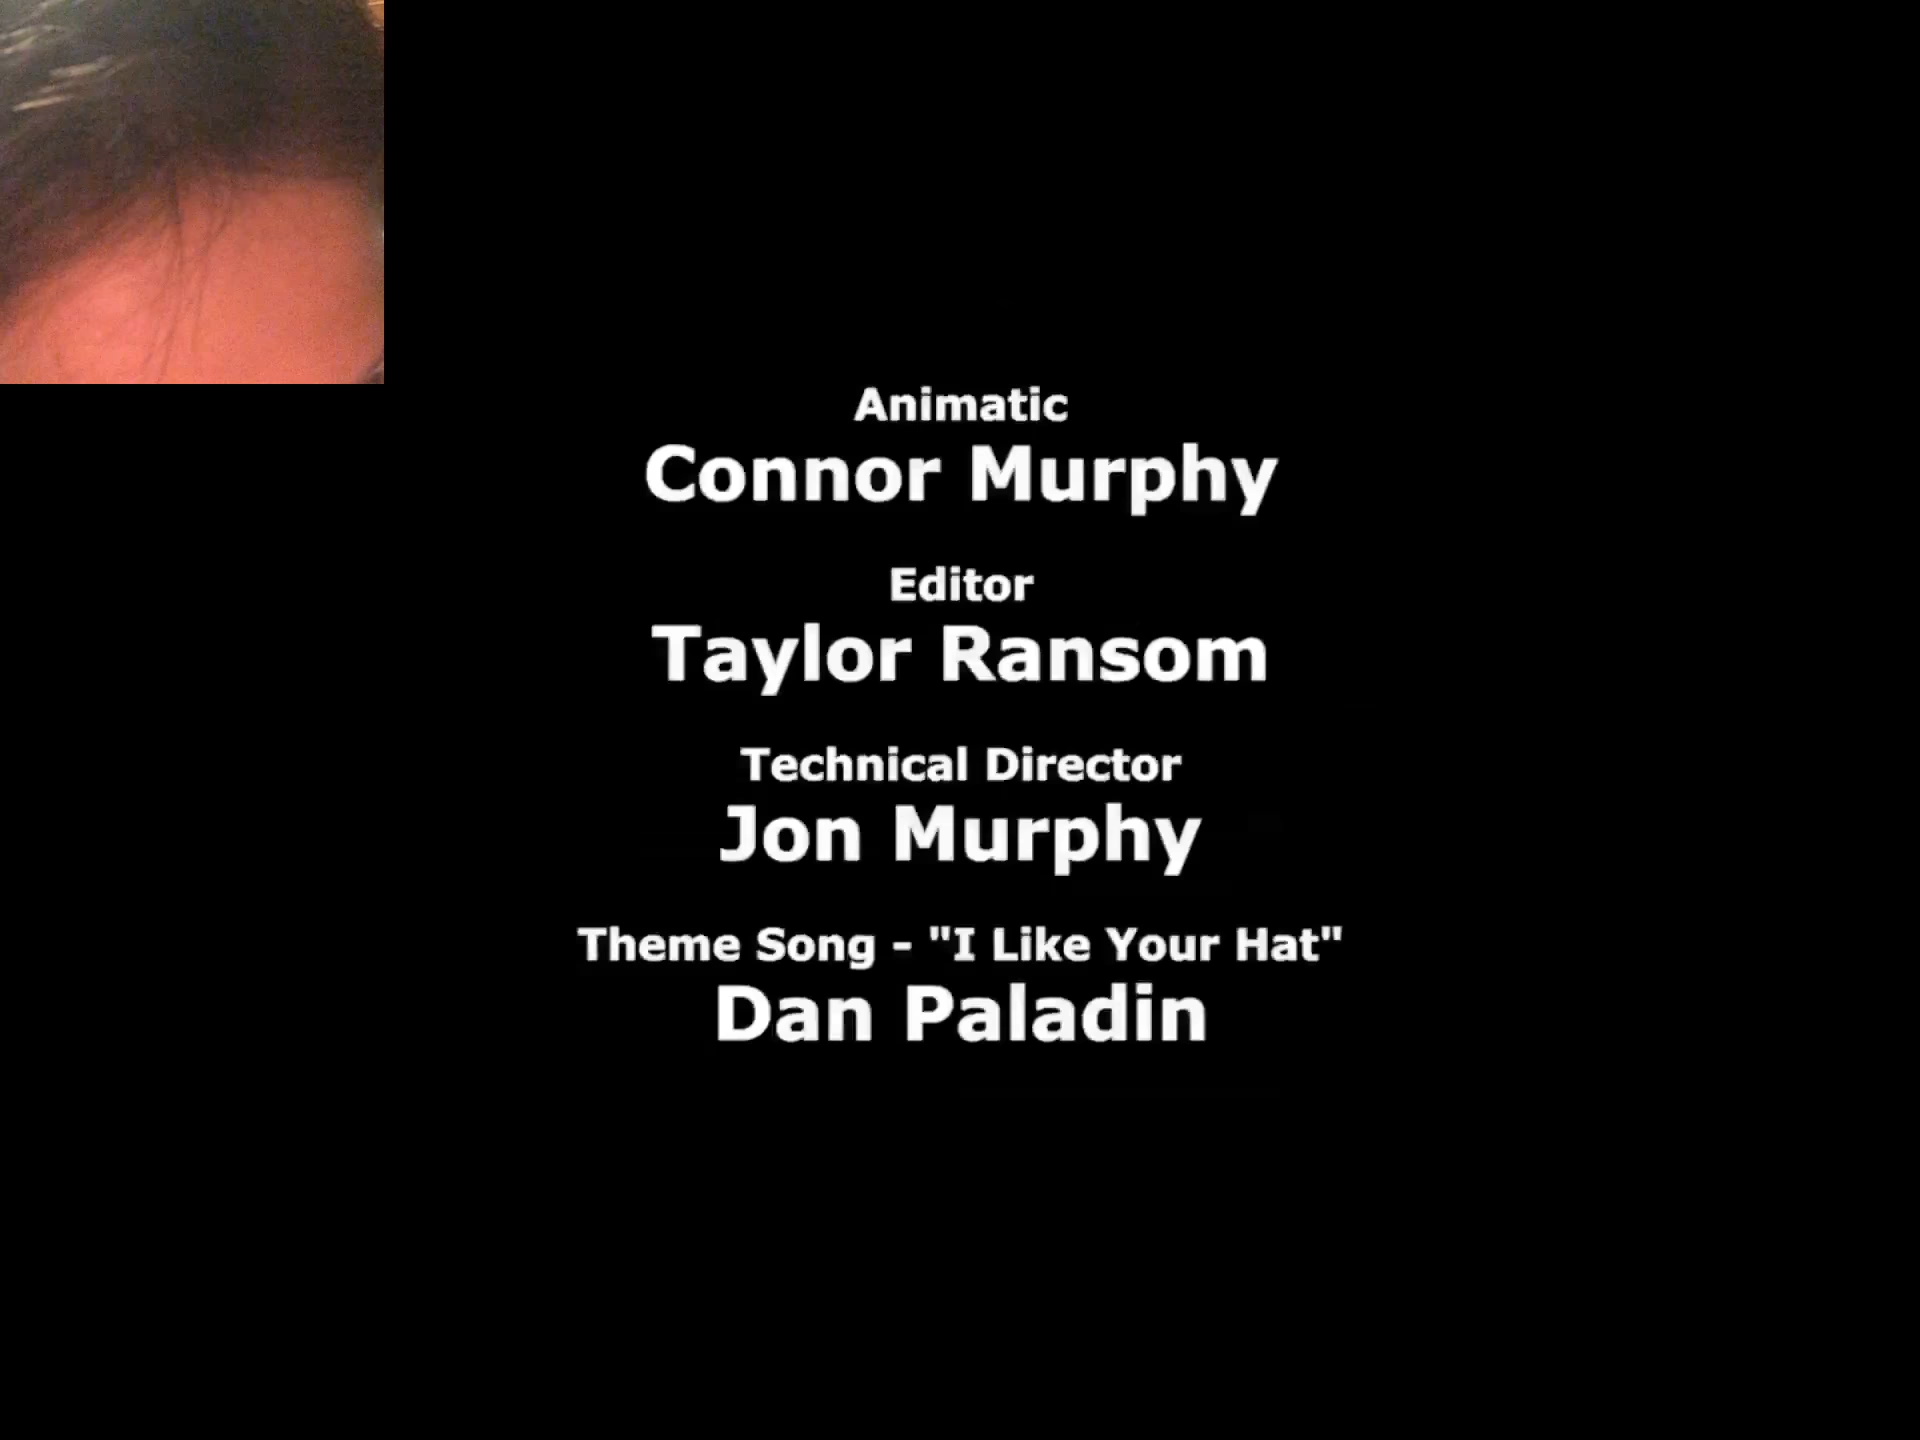 Animatic
Connor Murphy
Editor
Taylor Ransom
Technical Director
Jon Murphy
Theme Song - "I Like Your Hat"
Dan Paladin